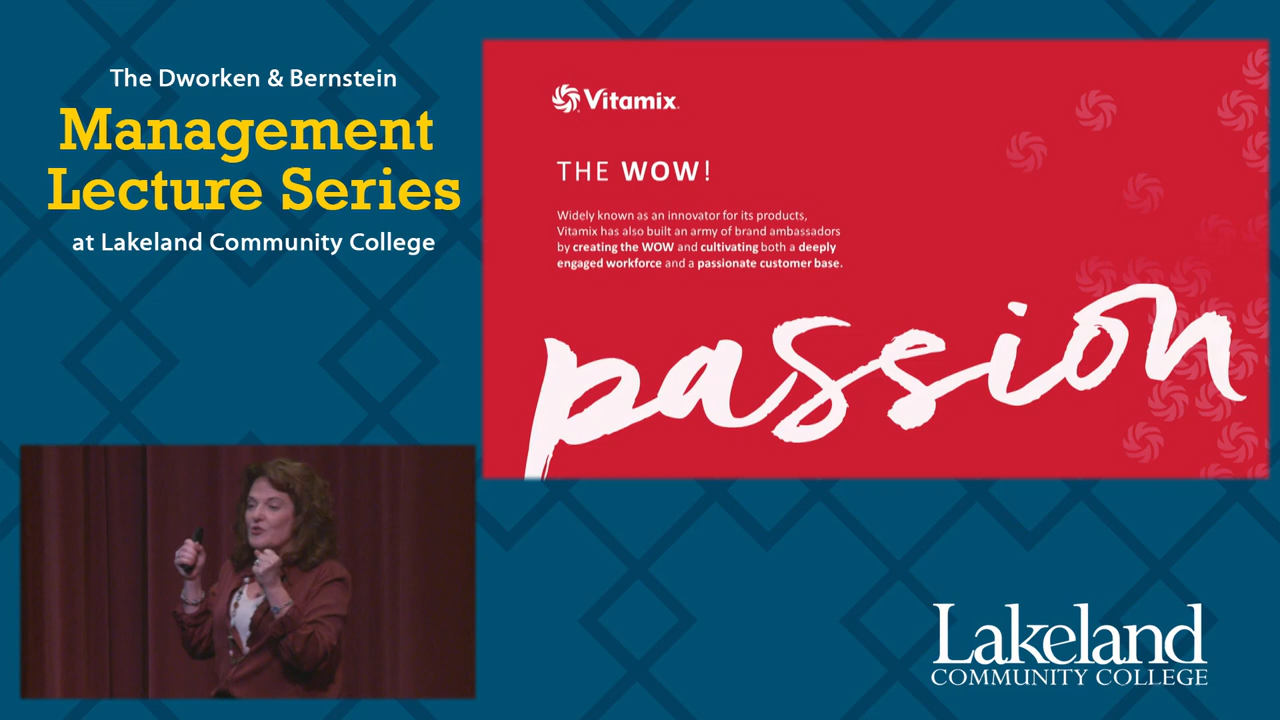 The Dworken & Bernstein
Management
Lecture Series
at Lakeland Community College
Vitamix
THE WOW!
Widely known as an innovator for its products,
Vitamix has also built an army of brand ambassadors
by creating the WOW and cultivating both a deeply
engaged workforce and a passionate customer base.
passion
Lakeland
COMMUNITY COLLEGE